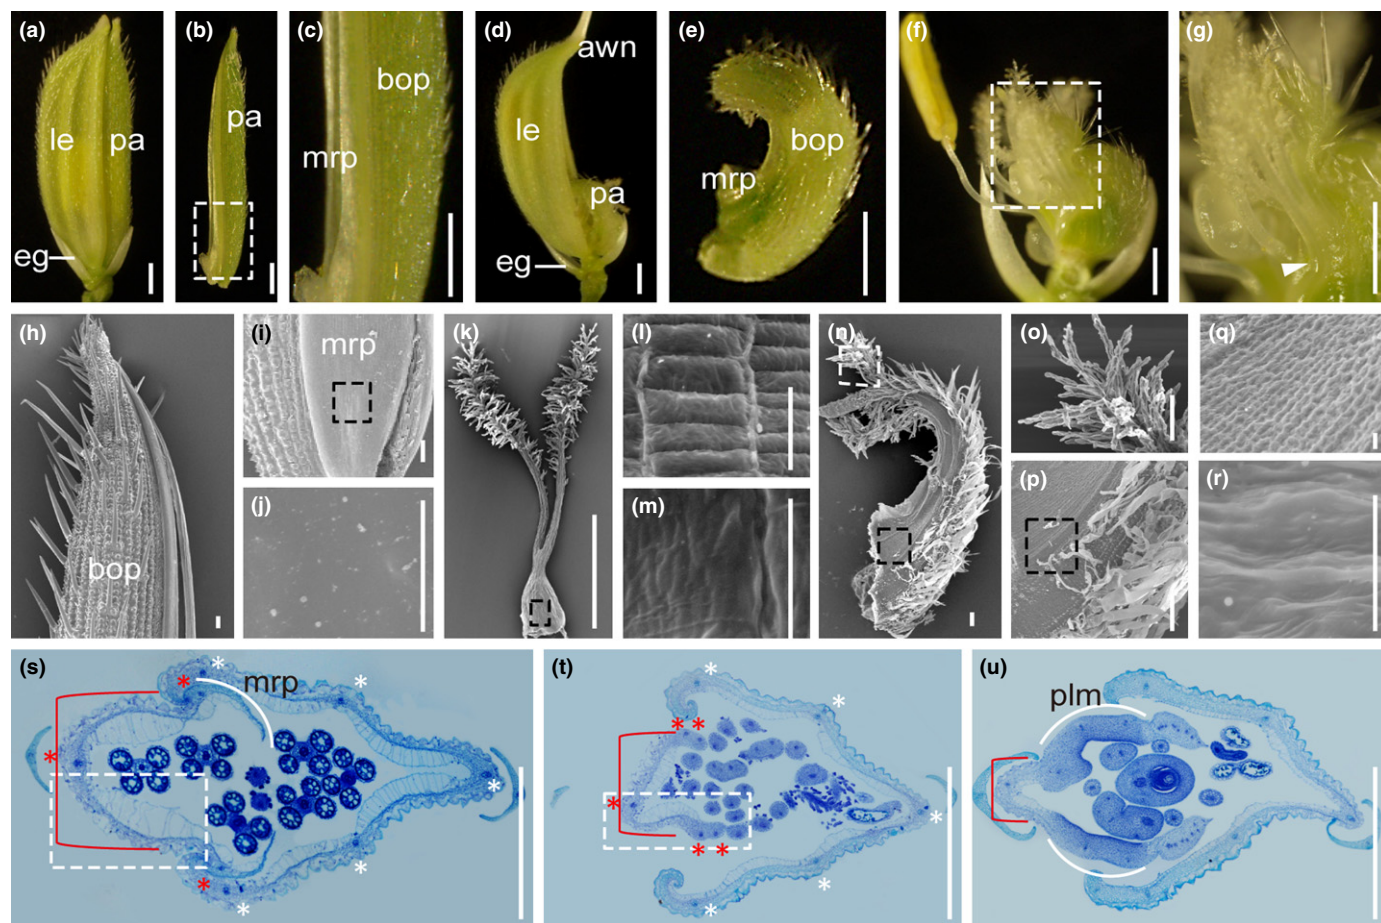 (a)
le
pa
eg
(b)
pa
(c)
bop
mrp
(d)
awn
le
pa
eg
(e)
bop
mrp
(f)
(g)
(h)
bop
(i)
mrp
(j)
(k)
(l)
(m)
(n)
(o)
(p)
(q)
(r)
(s)
*
*
mrp
*
*
*
*
*
*
(t)
*
* *
*
*
*
* *
*
*
(u)
plm